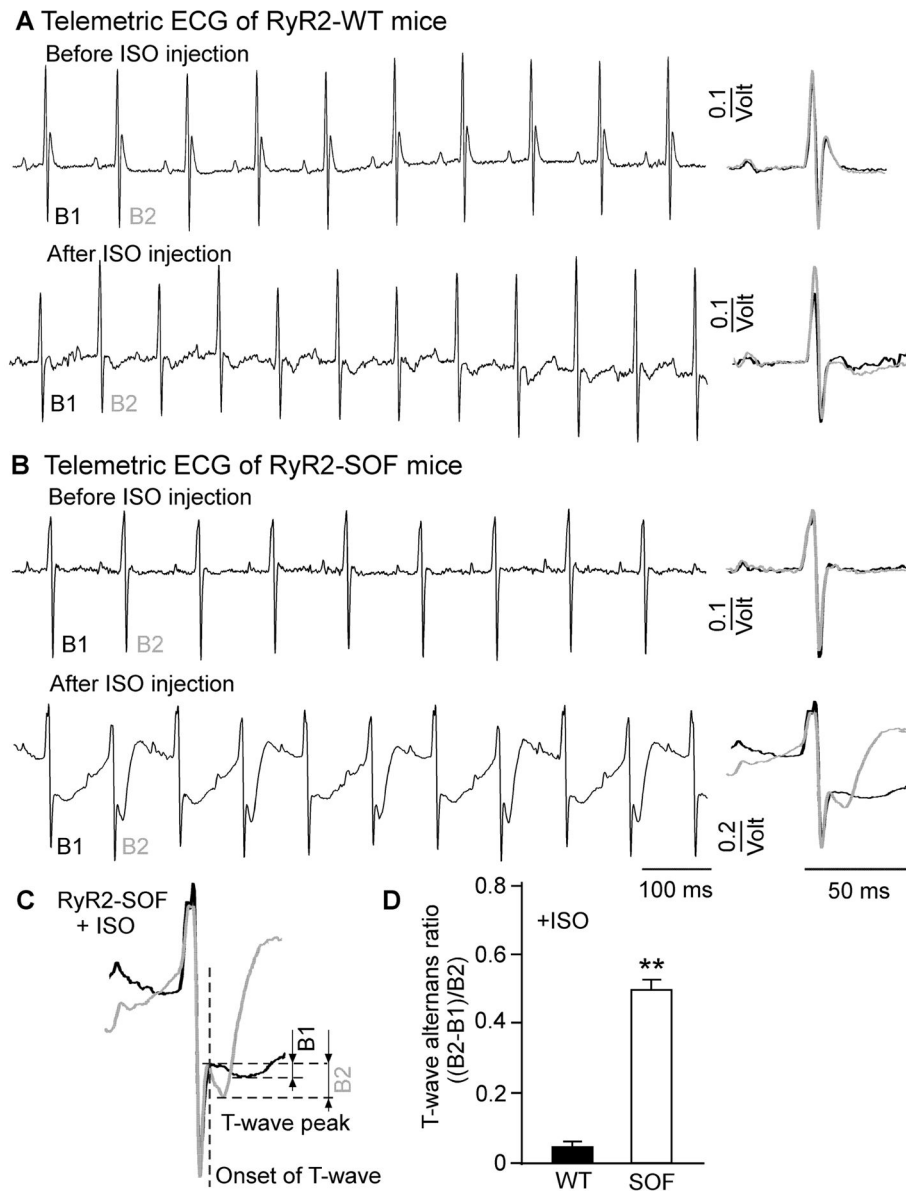 A Telemetric ECG of RyR2-WT mice
Before ISO injection
0.1
Volt
B1
B2
After ISO injection
0.1
Volt
B1
B2
B Telemetric ECG of RyR2-SOF mice
Before ISO injection
0.1
Volt
B1
B2
After ISO injection
0.2
Volt
B1
B2
100 ms
50 ms
C RyR2-SOF
+ ISO
B1
B2
T-wave peak
Onset of T-wave
D
T-wave alternans ratio
((B2-B1)/B2)
0.8
0.6
0.4
0.2
0
+ISO
**
WT
SOF